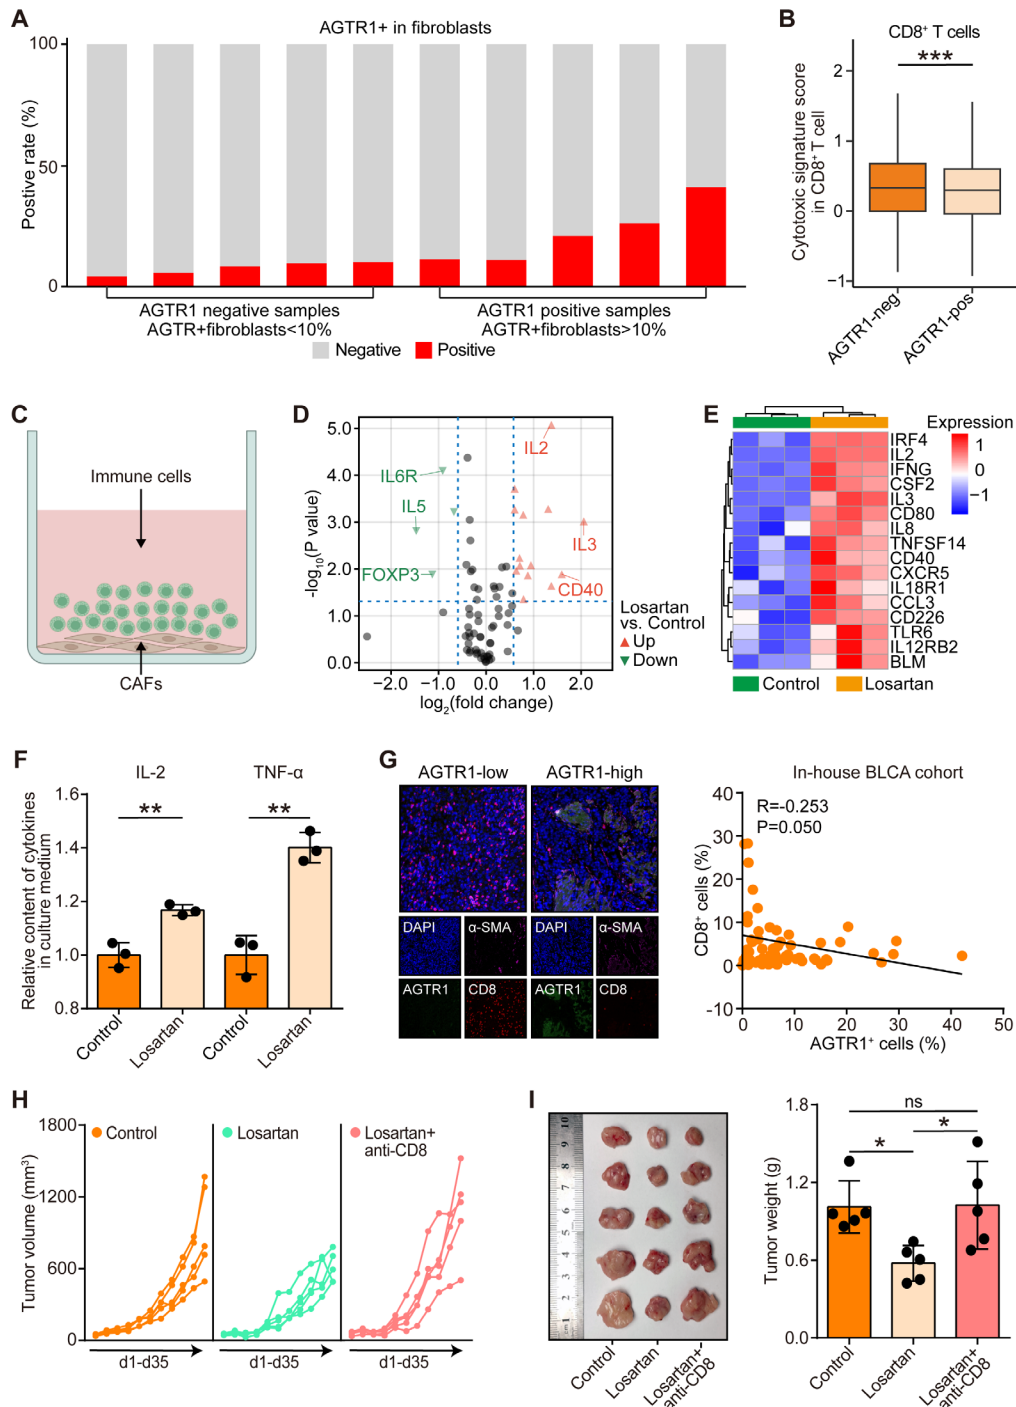 A
AGTR1+ in fibroblasts
Postive rate (%)
100
50
0
AGTR1 negative samples
AGTR+fibroblasts<10%
AGTR1 positive samples
AGTR+fibroblasts>10%
Negative
Positive
B
CD8⁺ T cells
***
Cytotoxic signature score
in CD8⁺ T cell
2
1
0
−1
AGTR1-neg
AGTR1-pos
C
Immune cells
CAFs
D
-log₁₀(P value)
5.0
4.0
3.0
2.0
1.0
0.0
IL2
IL6R
IL5
IL3
FOXP3
CD40
−2.0
−1.0
0.0
1.0
2.0
log₂(fold change)
Losartan
vs. Control
Up
Down
E
Expression
1
0
−1
IRF4
IL2
IFNG
CSF2
IL3
CD80
IL8
TNFSF14
CD40
CXCR5
IL18R1
CCL3
CD226
TLR6
IL12RB2
BLM
Control
Losartan
F
IL-2
TNF-α
Relative content of cytokines
in culture medium
1.6
1.4
1.2
1.0
0.8
**
**
Control
Losartan
Control
Losartan
G
AGTR1-low
AGTR1-high
DAPI
α-SMA
DAPI
α-SMA
AGTR1
CD8
AGTR1
CD8
In-house BLCA cohort
R=-0.253
P=0.050
CD8⁺ cells (%)
40
30
20
10
0
-10
0
10
20
30
40
50
AGTR1⁺ cells (%)
H
Tumor volume (mm³)
1800
1200
600
0
Control
Losartan
Losartan+
anti-CD8
d1-d35
d1-d35
d1-d35
I
10
9
8
7
6
5
4
3
2
1
Control
Losartan
Losartan+
anti-CD8
Tumor weight (g)
1.8
1.2
0.6
0.0
ns
*
*
Control
Losartan
Losartan+
anti-CD8